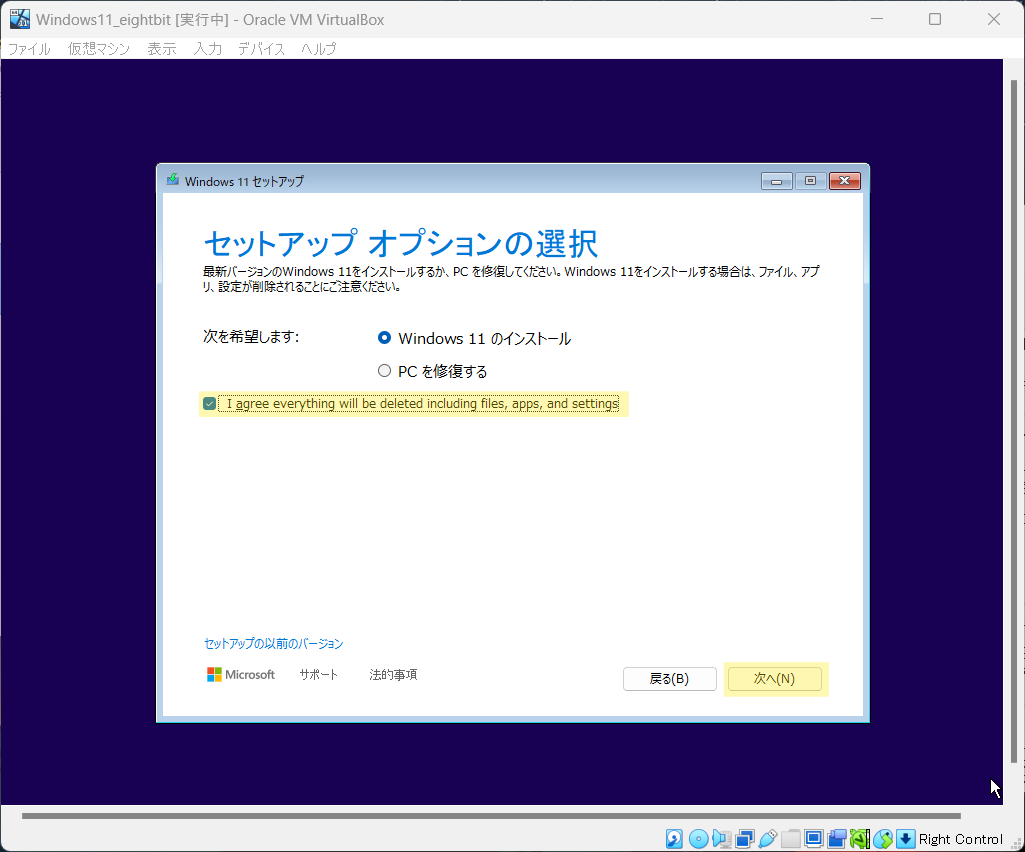 Windows11_eightbit [実行中] - Oracle VM VirtualBox
ファイル 仮想マシン 表示 入力 デバイス ヘルプ
Windows 11 セットアップ
セットアップ オプションの選択
最新バージョンのWindows 11をインストールするか、PC を修復してください。Windows 11をインストールする場合は、ファイル、アプ
リ、設定が削除されることにご注意ください。
次を希望します:
Windows 11 のインストール
PC を修復する
I agree everything will be deleted including files, apps, and settings
セットアップの以前のバージョン
Microsoft サポート 法的事項
戻る(B) 次へ(N)
Right Control